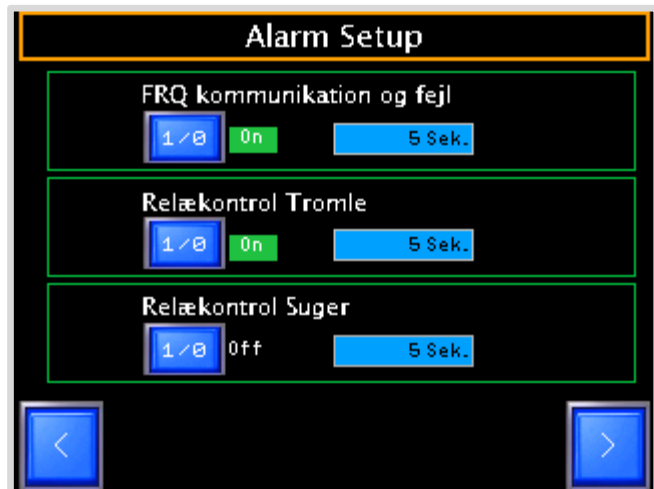 Alarm Setup
FRQ kommunikation og fejl
1/0 On 5 Sek.
Relækontrol Tromle
1/0 On 5 Sek.
Relækontrol Suger
1/0 Off 5 Sek.
< >